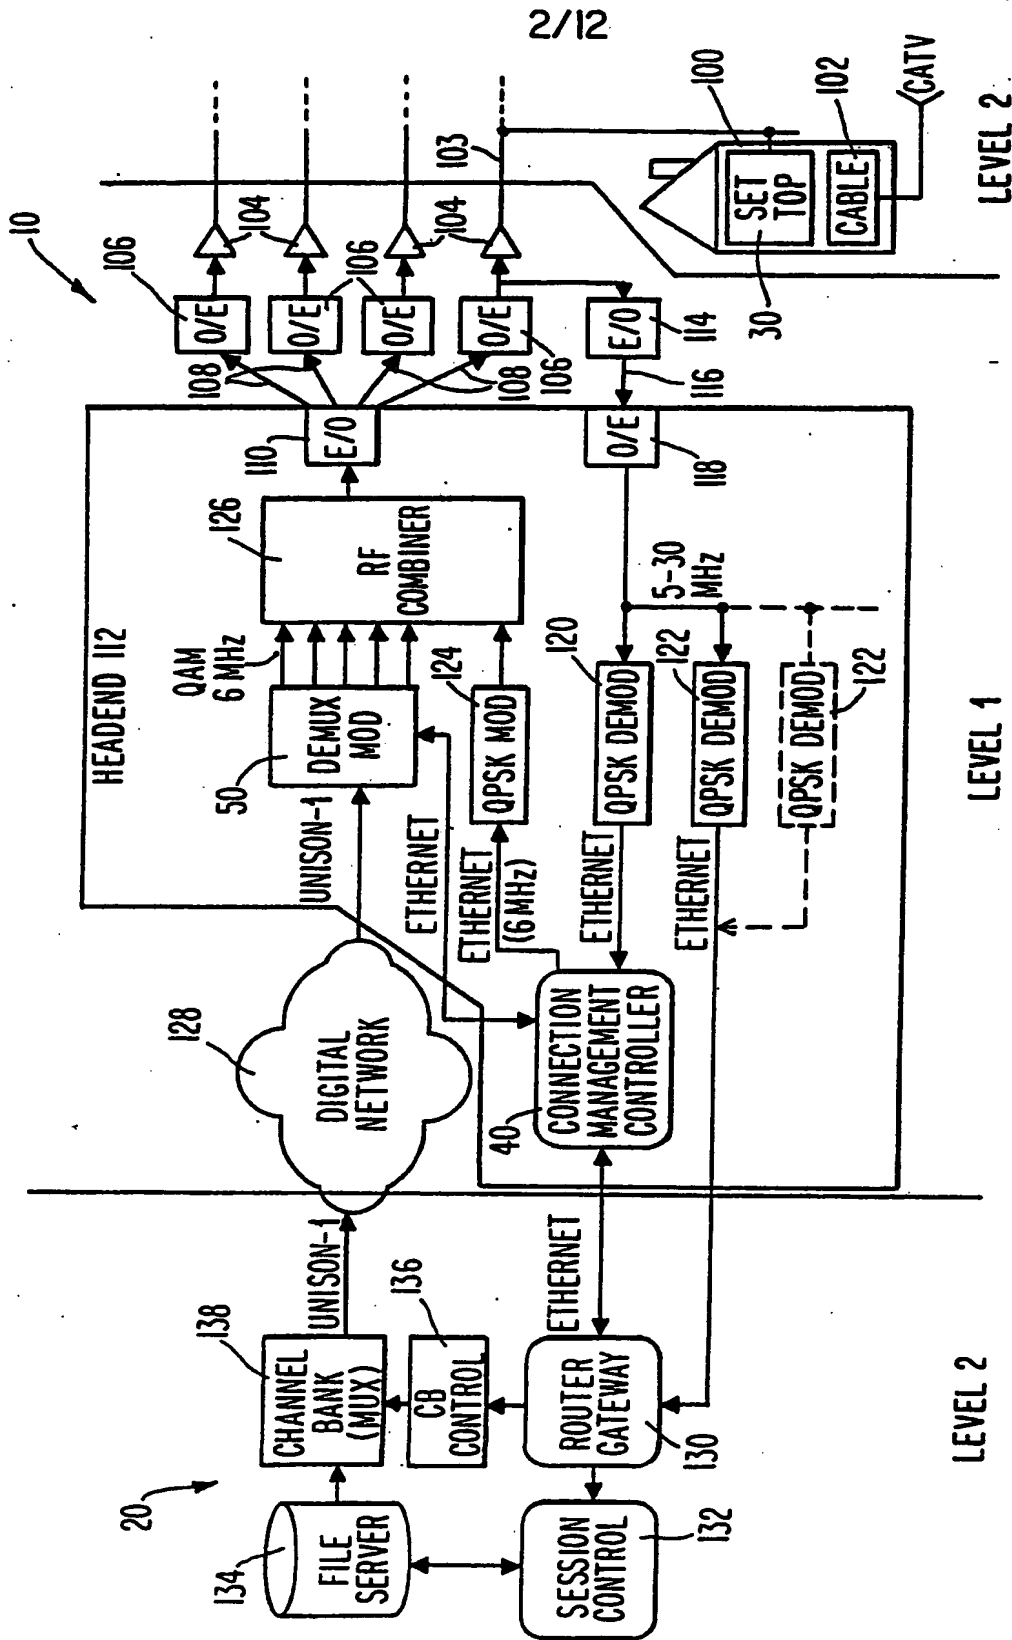 2/12
10
20
HEADEND 112
FILE
SERVER
134
CHANNEL
BANK
(MUX)
138
UNISON-1
CB
CONTROL
136
ROUTER
GATEWAY
130
SESSION
CONTROL
132
ETHERNET
DIGITAL
NETWORK
128
UNISON-1
DEMUX
MOD
50
QAM
6 MHz
RF
COMBINER
126
ETHERNET
ETHERNET
(6MHz)
QPSK MOD
124
CONNECTION
MANAGEMENT
CONTROLLER
40
ETHERNET
QPSK DEMOD
120
ETHERNET
QPSK DEMOD
122
QPSK DEMOD
122
5-30
MHz
E/O
110
108
108
O/E
106
O/E
106
O/E
O/E
106
104
104
103
E/O
114
116
O/E
118
SET
TOP
30
100
CABLE
102
CATV
LEVEL 2
LEVEL 1
LEVEL 2